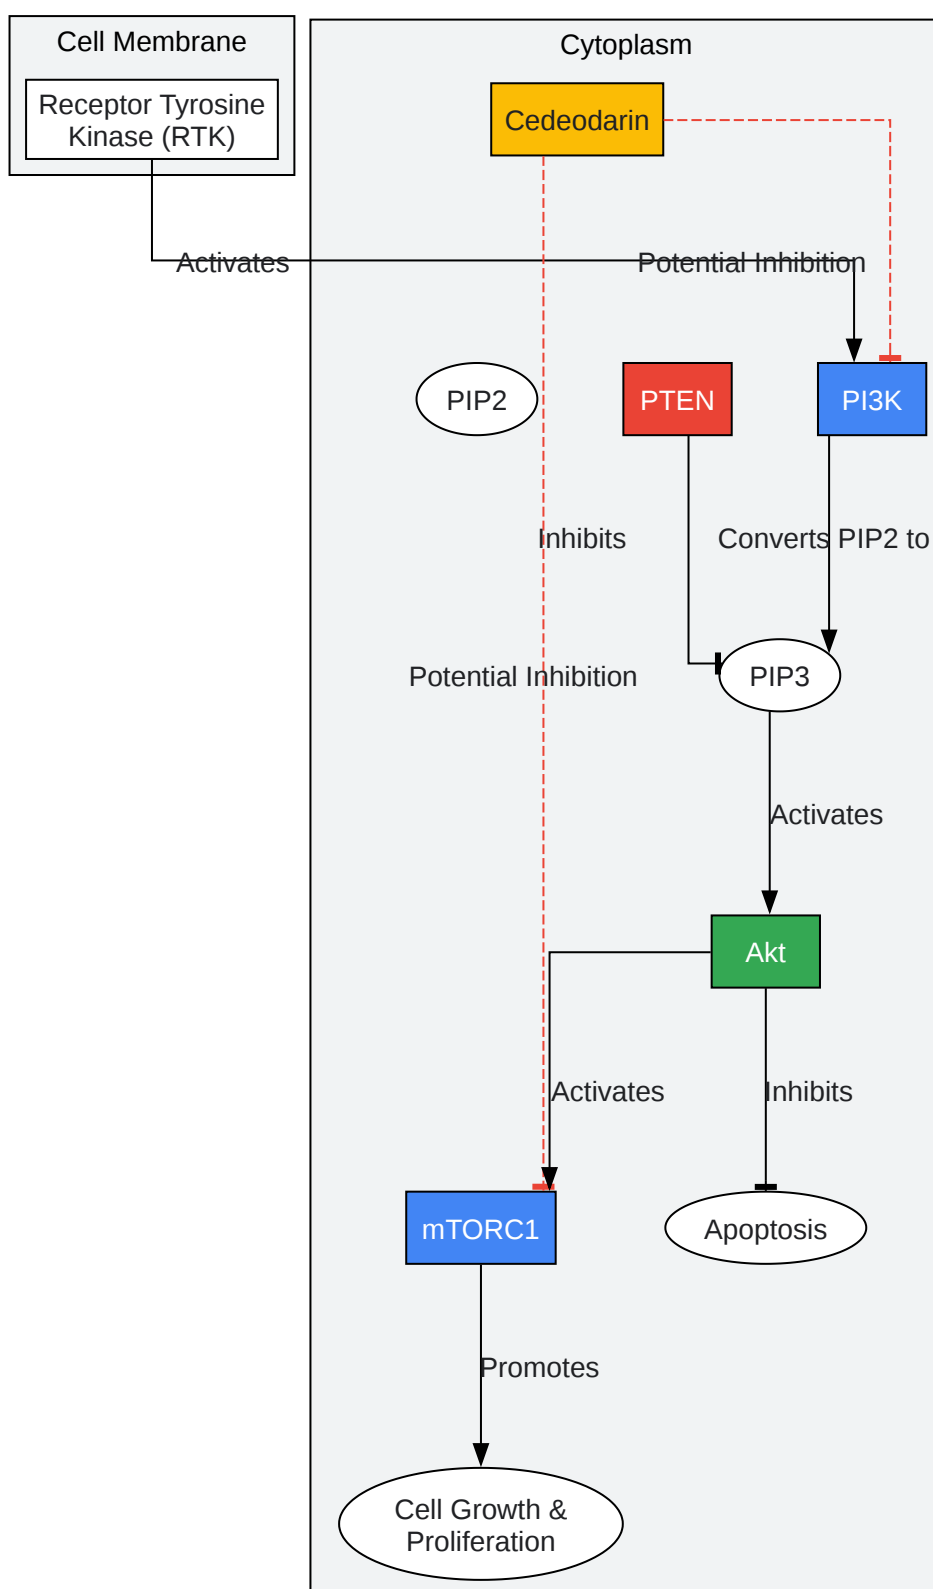 Cell Membrane
Cytoplasm
Receptor Tyrosine
Kinase (RTK)
Cedeodarin
Activates
Potential Inhibition
PIP2
PTEN
PI3K
Inhibits
Converts PIP2 to
Potential Inhibition
PIP3
Activates
Akt
Activates
Inhibits
mTORC1
Apoptosis
Promotes
Cell Growth &
Proliferation